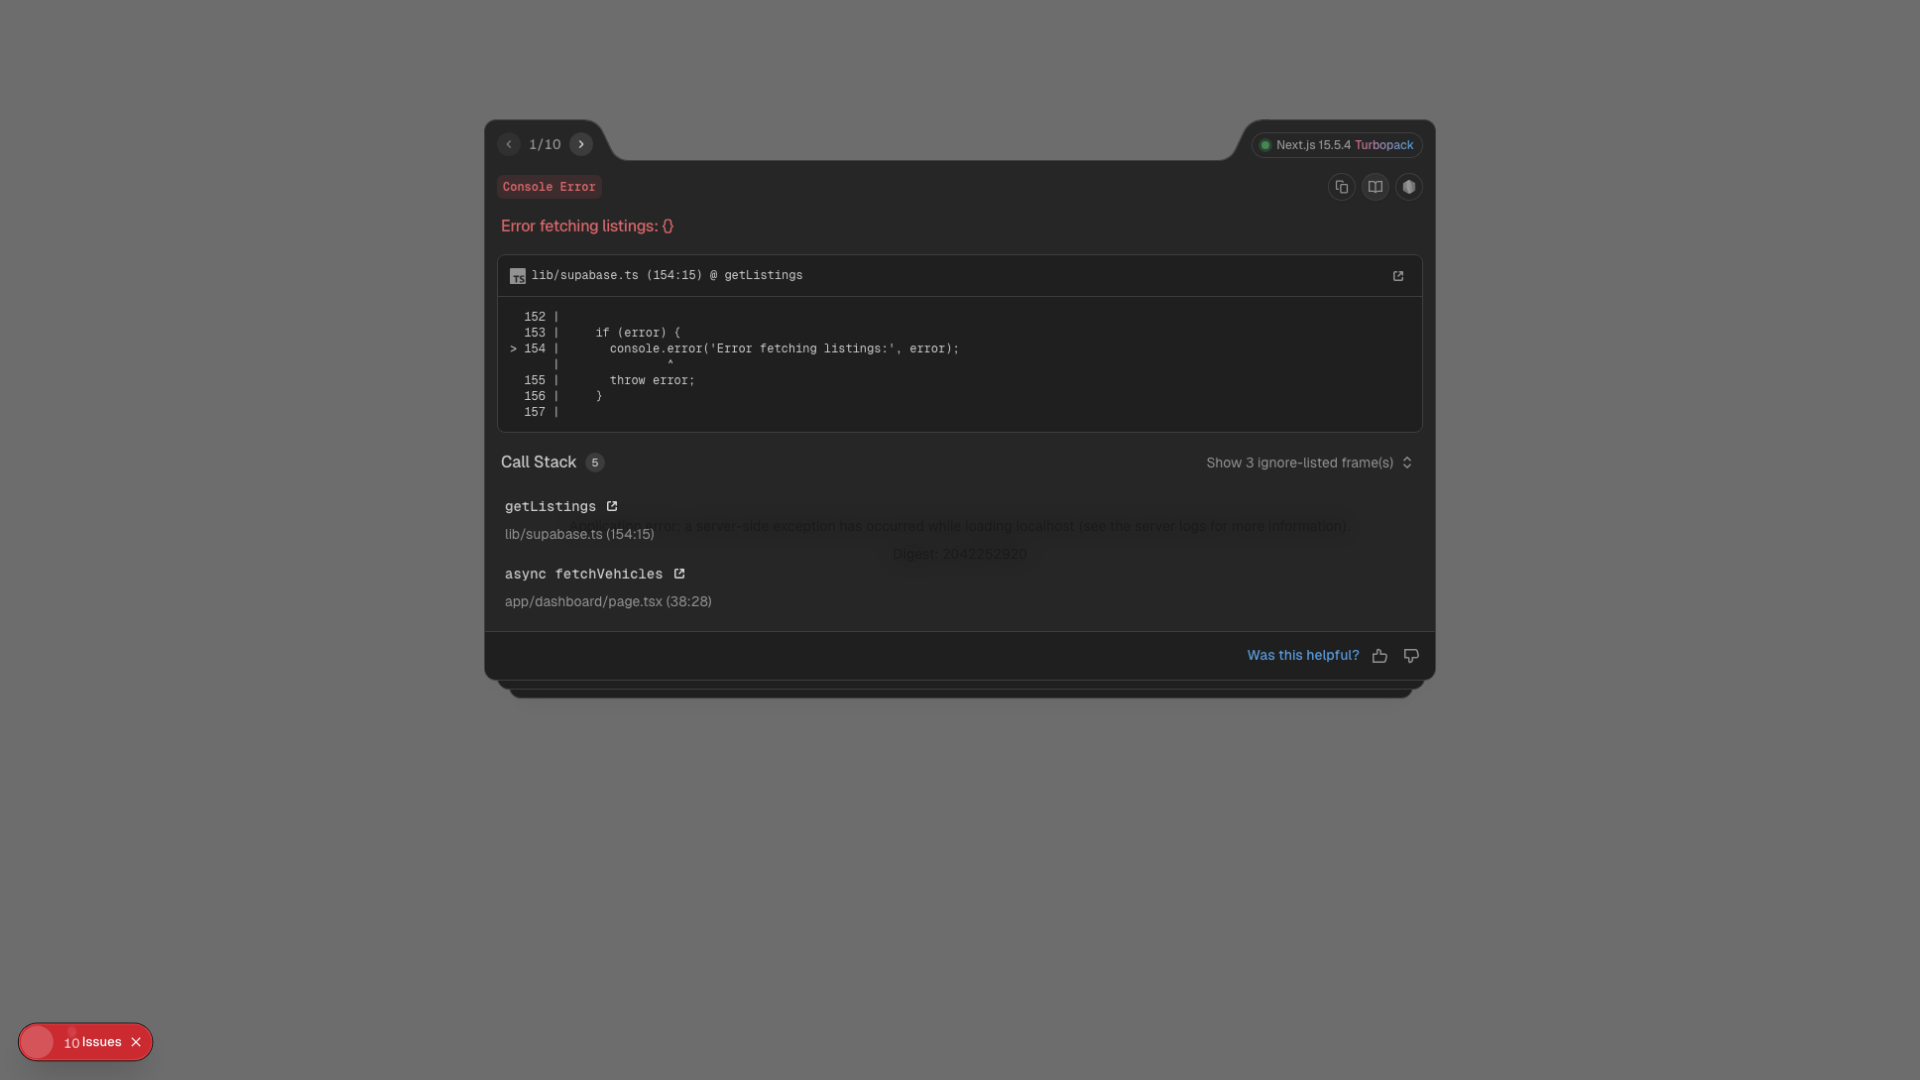 1/10
Next.js 15.5.4 Turbopack
Console Error
Error fetching listings: {}
TS lib/supabase.ts (154:15) @ getListings
152 |
153 |     if (error) {
> 154 |       console.error('Error fetching listings:', error);
|               ^
155 |       throw error;
156 |     }
157 |
Call Stack 5
Show 3 ignore-listed frame(s)
getListings
Application error: a server-side exception has occurred while loading localhost (see the server logs for more information).
lib/supabase.ts (154:15)
Digest: 2042252920
async fetchVehicles
app/dashboard/page.tsx (38:28)
Was this helpful?
10 Issues